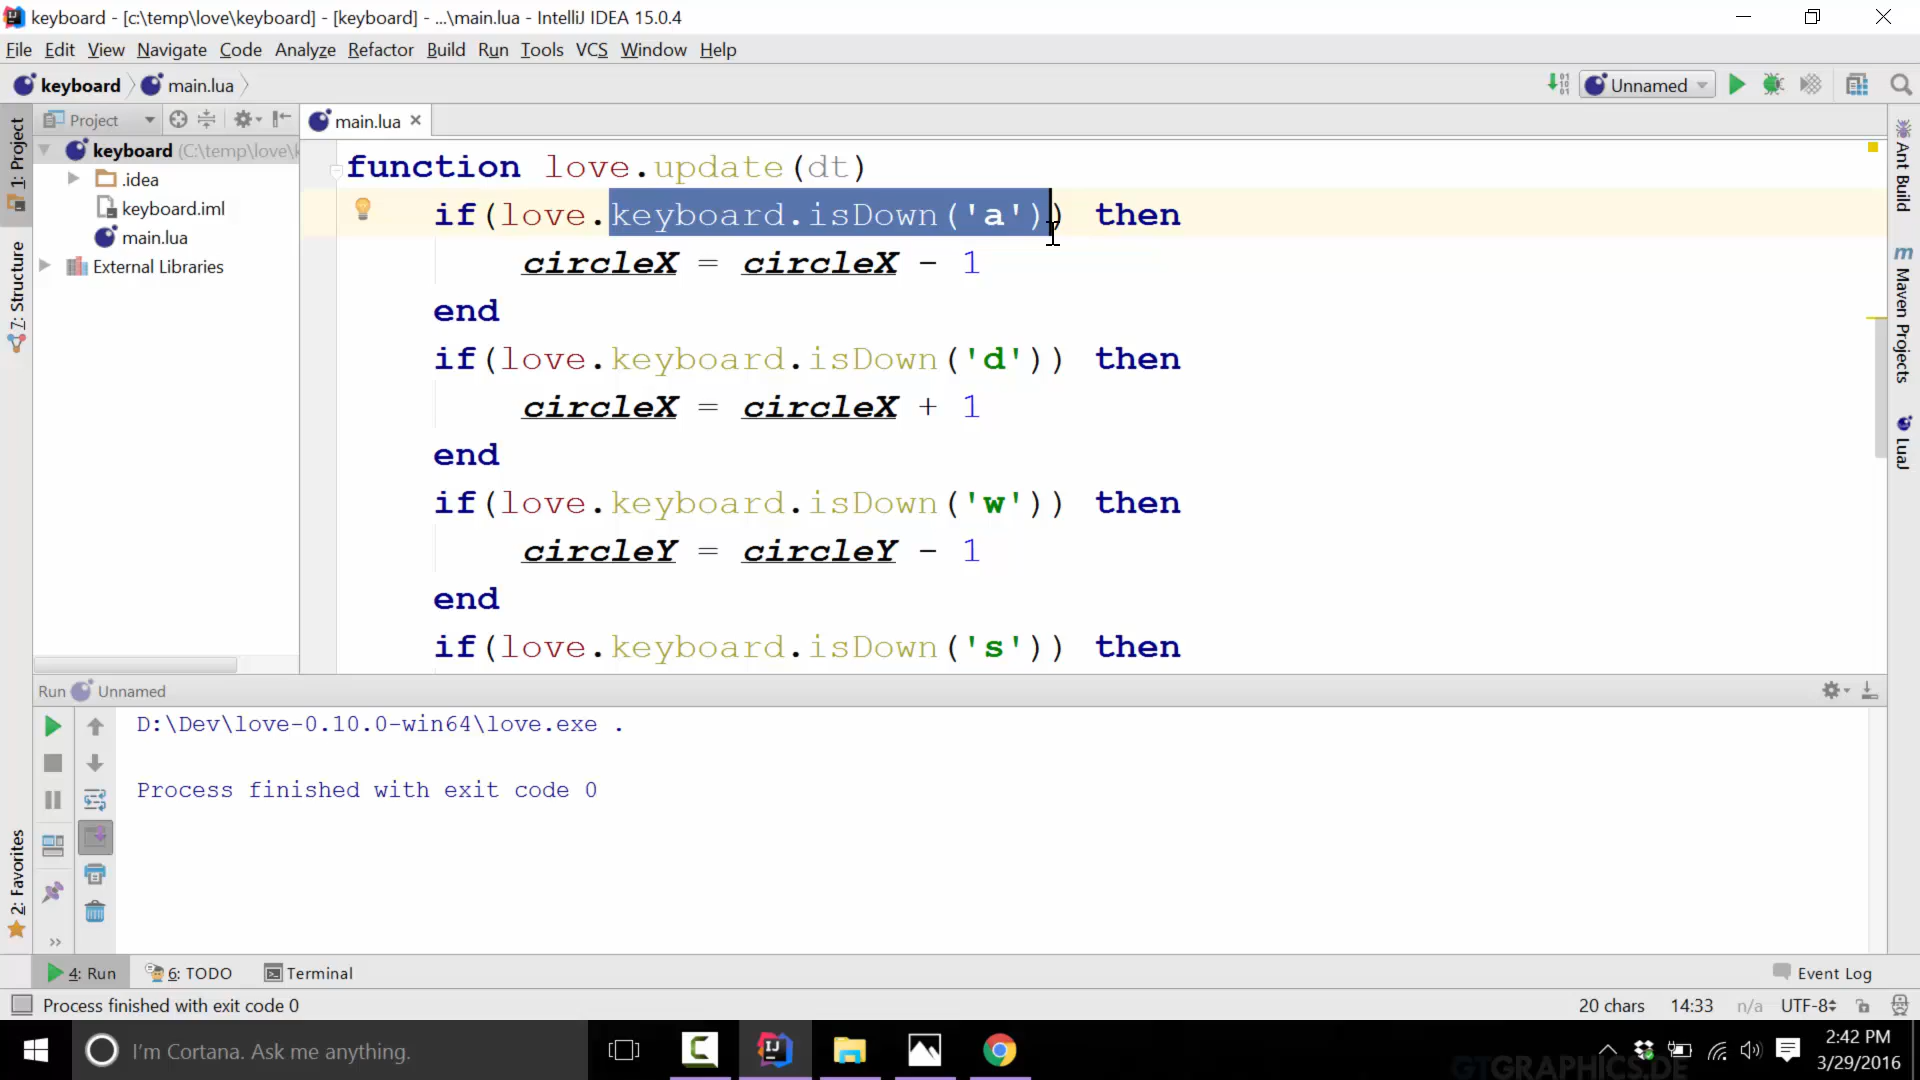 keyboard - [c:\temp\love\keyboard] - [keyboard] - ...\main.lua - IntelliJ IDEA 15.0.4
File Edit View Navigate Code Analyze Refactor Build Run Tools VCS Window Help
keyboard main.lua Unnamed
Project
main.lua
1: Project
7: Structure
2: Favorites
keyboard (C:\temp\love\k
.idea
keyboard.iml
main.lua
External Libraries
function love.update(dt)
if(love.keyboard.isDown('a')) then
circleX = circleX - 1
end
if(love.keyboard.isDown('d')) then
circleX = circleX + 1
end
if(love.keyboard.isDown('w')) then
circleY = circleY - 1
end
if(love.keyboard.isDown('s')) then
Ant Build
Maven Projects
LuaJ
Run Unnamed
D:\Dev\love-0.10.0-win64\love.exe .
Process finished with exit code 0
4: Run 6: TODO Terminal Event Log
Process finished with exit code 0 20 chars 14:33 n/a UTF-8
I'm Cortana. Ask me anything.
2:42 PM
3/29/2016
GTGRAPHICS.DE